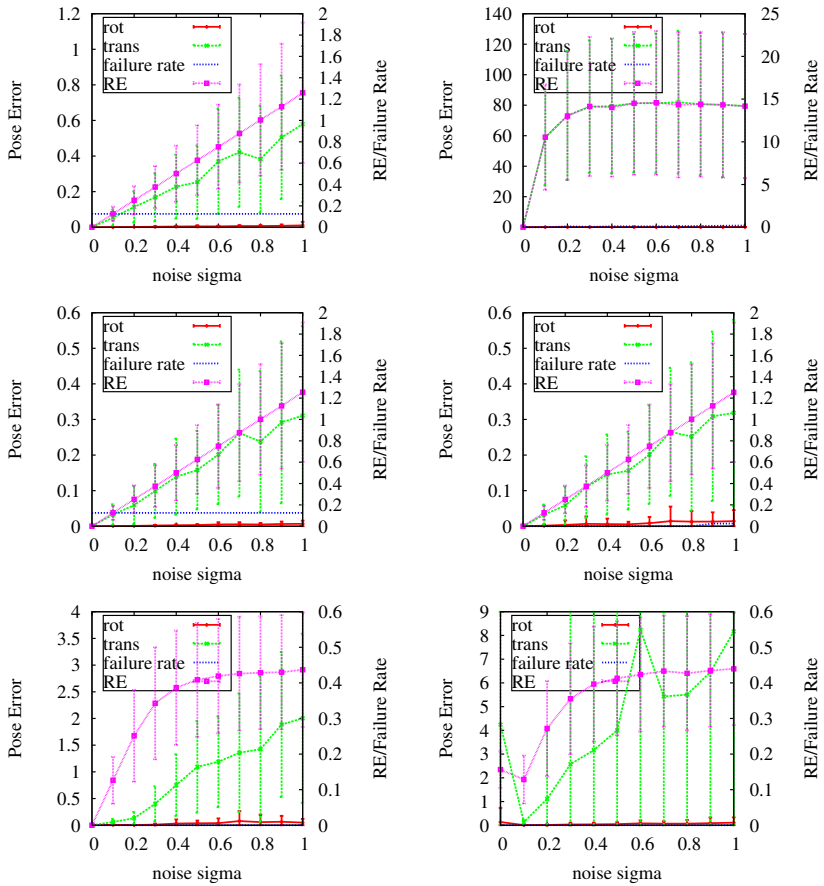 1.2
1
0.8
0.6
0.4
0.2
0
Pose Error
rot
trans
failure rate
RE
2
1.8
1.6
1.4
1.2
1
0.8
0.6
0.4
0.2
0
RE/Failure Rate
0 0.2 0.4 0.6 0.8 1
noise sigma
140
120
100
80
60
40
20
0
Pose Error
rot
trans
failure rate
RE
25
20
15
10
5
0
RE/Failure Rate
0 0.2 0.4 0.6 0.8 1
noise sigma
0.6
0.5
0.4
0.3
0.2
0.1
0
Pose Error
rot
trans
failure rate
RE
2
1.8
1.6
1.4
1.2
1
0.8
0.6
0.4
0.2
0
RE/Failure Rate
0 0.2 0.4 0.6 0.8 1
noise sigma
0.6
0.5
0.4
0.3
0.2
0.1
0
Pose Error
rot
trans
failure rate
RE
2
1.8
1.6
1.4
1.2
1
0.8
0.6
0.4
0.2
0
RE/Failure Rate
0 0.2 0.4 0.6 0.8 1
noise sigma
4
3.5
3
2.5
2
1.5
1
0.5
0
Pose Error
rot
trans
failure rate
RE
0.6
0.5
0.4
0.3
0.2
0.1
0
RE/Failure Rate
0 0.2 0.4 0.6 0.8 1
noise sigma
9
8
7
6
5
4
3
2
1
0
Pose Error
rot
trans
failure rate
RE
0.6
0.5
0.4
0.3
0.2
0.1
0
RE/Failure Rate
0 0.2 0.4 0.6 0.8 1
noise sigma